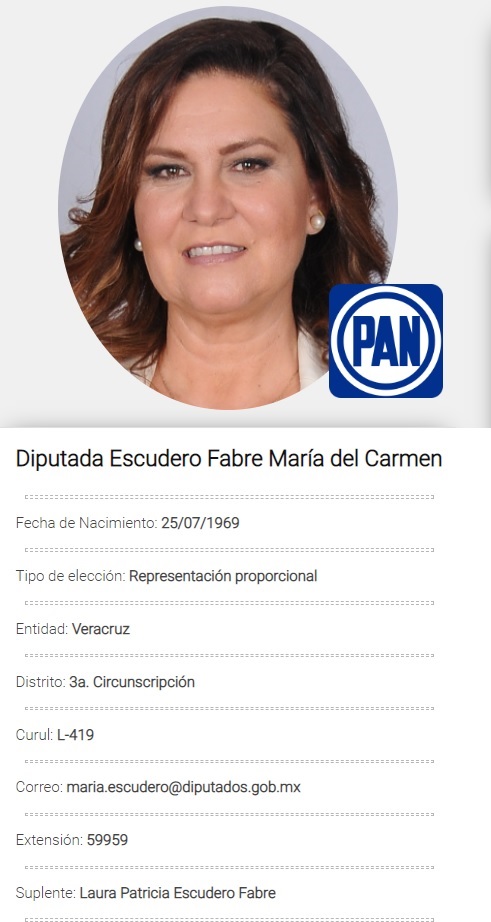 PAN
Diputada Escudero Fabre María del Carmen
Fecha de Nacimiento: 25/07/1969
Tipo de elección: Representación proporcional
Entidad: Veracruz
Distrito: 3a. Circunscripción
Curul: L-419
Correo: maria.escudero@diputados.gob.mx
Extensión: 59959
Suplente: Laura Patricia Escudero Fabre